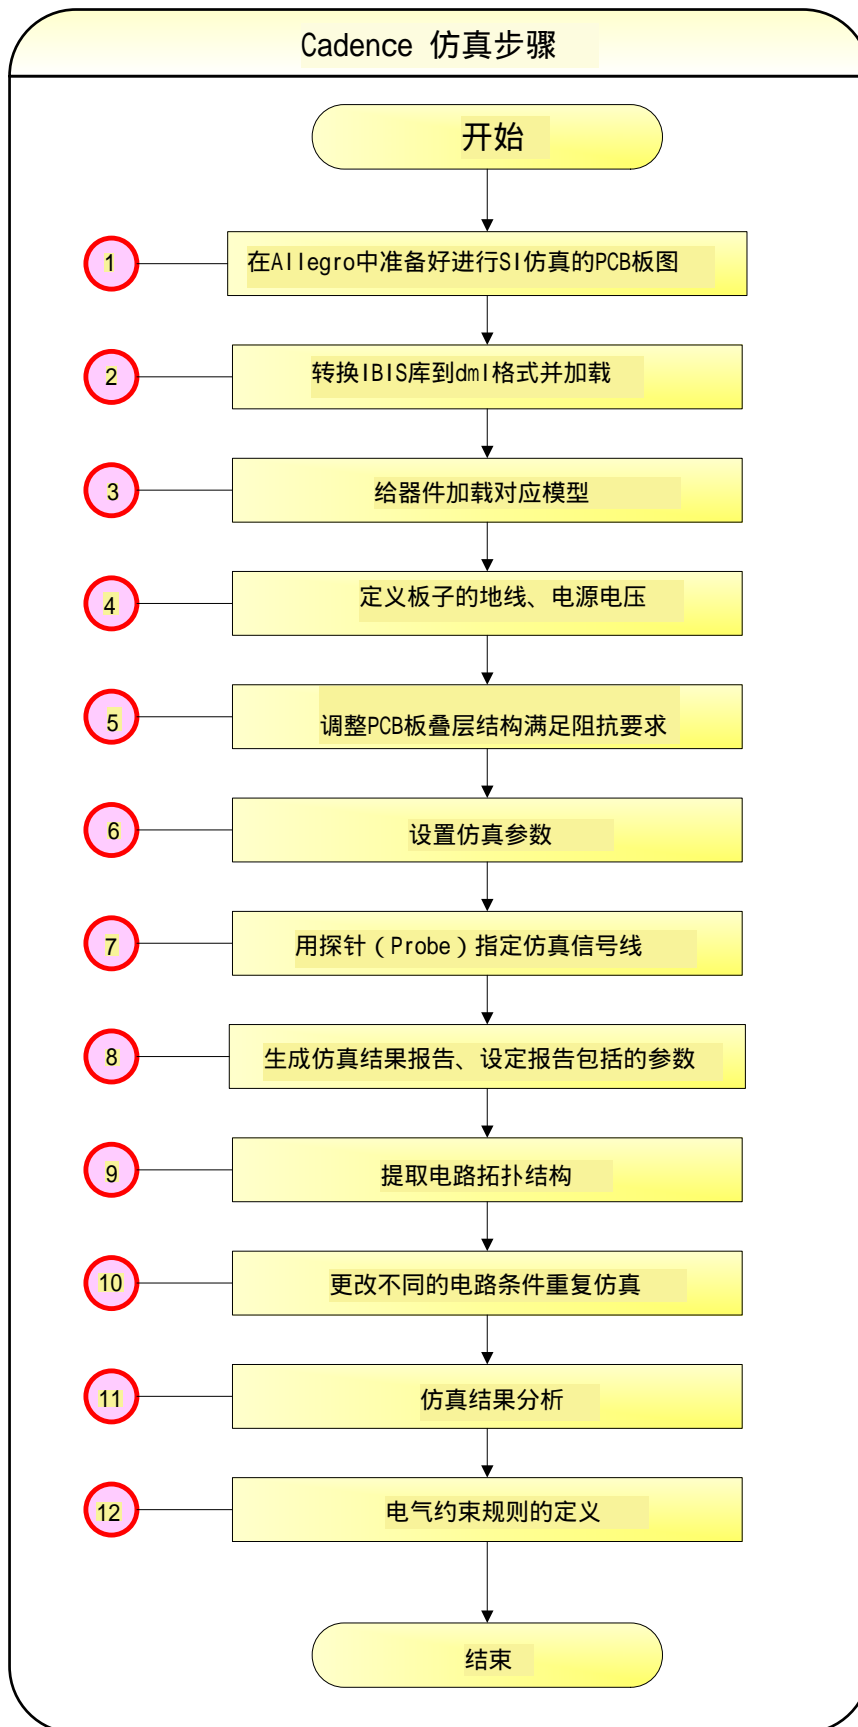 Cadence 仿真步骤
开始
1
在Allegro中准备好进行SI仿真的PCB板图
2
转换IBIS库到dml格式并加载
3
给器件加载对应模型
4
定义板子的地线、电源电压
5
调整PCB板叠层结构满足阻抗要求
6
设置仿真参数
7
用探针（Probe）指定仿真信号线
8
生成仿真结果报告、设定报告包括的参数
9
提取电路拓扑结构
10
更改不同的电路条件重复仿真
11
仿真结果分析
12
电气约束规则的定义
结束